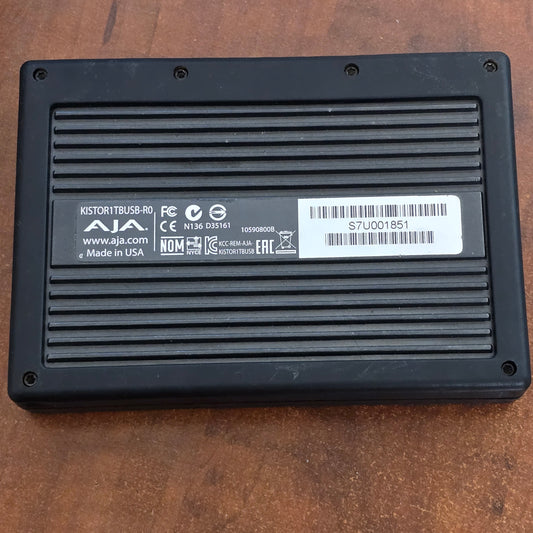 KISTOR1TBUSB-R0
AJA
www.aja.com
Made in USA
FC
CE
N136 D35161
10590800B
NOM
NYCE
KCC-REM-AJA-
KISTOR1TBUSB
EAC
S7U001851